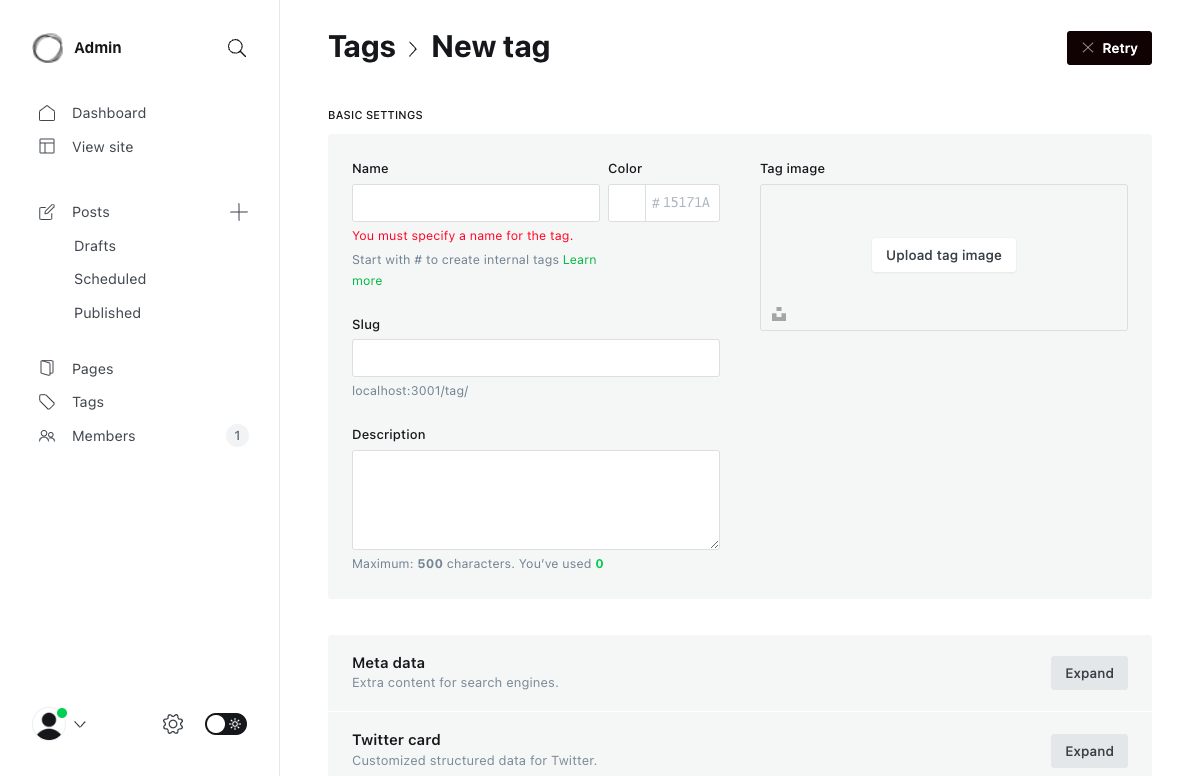 Admin
Dashboard
View site
Posts
Drafts
Scheduled
Published
Pages
Tags
Members 1
Tags New tag
Retry
BASIC SETTINGS
Name
Color
# 15171A
You must specify a name for the tag.
Start with # to create internal tags Learn
more
Slug
localhost:3001/tag/
Description
Maximum: 500 characters. You’ve used 0
Tag image
Upload tag image
Meta data
Extra content for search engines.
Expand
Twitter card
Customized structured data for Twitter.
Expand